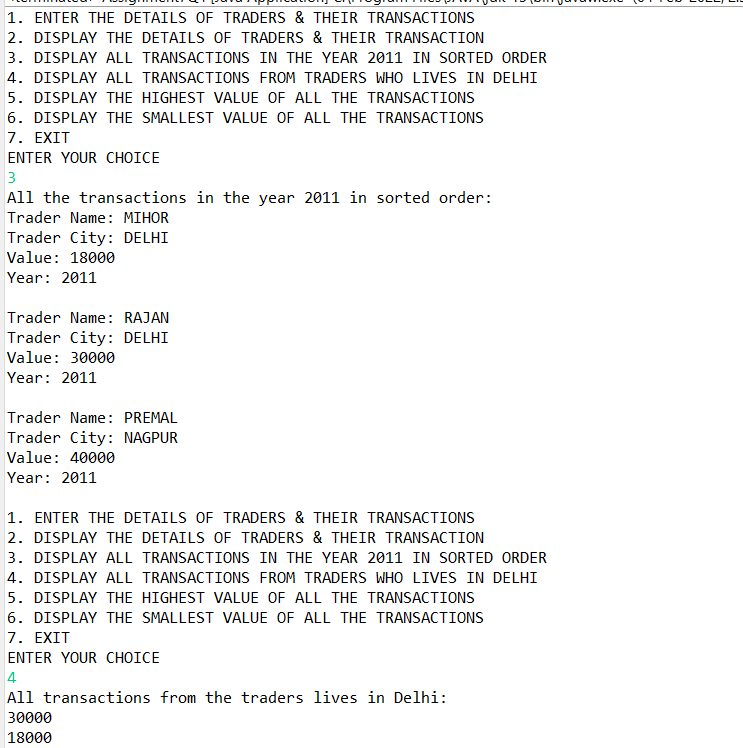 1. ENTER THE DETAILS OF TRADERS & THEIR TRANSACTIONS
2. DISPLAY THE DETAILS OF TRADERS & THEIR TRANSACTION
3. DISPLAY ALL TRANSACTIONS IN THE YEAR 2011 IN SORTED ORDER
4. DISPLAY ALL TRANSACTIONS FROM TRADERS WHO LIVES IN DELHI
5. DISPLAY THE HIGHEST VALUE OF ALL THE TRANSACTIONS
6. DISPLAY THE SMALLEST VALUE OF ALL THE TRANSACTIONS
7. EXIT
ENTER YOUR CHOICE
3
All the transactions in the year 2011 in sorted order:
Trader Name: MIHOR
Trader City: DELHI
Value: 18000
Year: 2011
Trader Name: RAJAN
Trader City: DELHI
Value: 30000
Year: 2011
Trader Name: PREMAL
Trader City: NAGPUR
Value: 40000
Year: 2011
1. ENTER THE DETAILS OF TRADERS & THEIR TRANSACTIONS
2. DISPLAY THE DETAILS OF TRADERS & THEIR TRANSACTION
3. DISPLAY ALL TRANSACTIONS IN THE YEAR 2011 IN SORTED ORDER
4. DISPLAY ALL TRANSACTIONS FROM TRADERS WHO LIVES IN DELHI
5. DISPLAY THE HIGHEST VALUE OF ALL THE TRANSACTIONS
6. DISPLAY THE SMALLEST VALUE OF ALL THE TRANSACTIONS
7. EXIT
ENTER YOUR CHOICE
4
All transactions from the traders lives in Delhi:
30000
18000